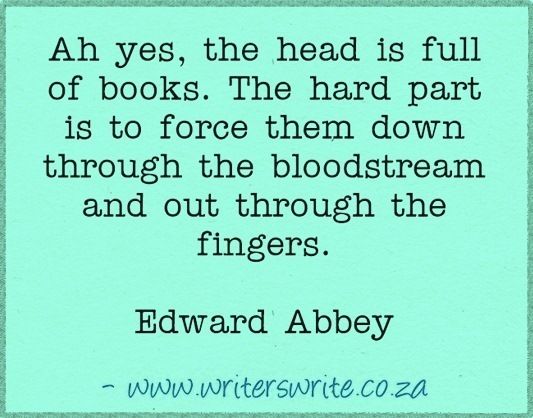 Ah yes, the head is full
of books. The hard part
is to force them down
through the bloodstream
and out through the
fingers.
Edward Abbey
- www.writerswrite.co.za